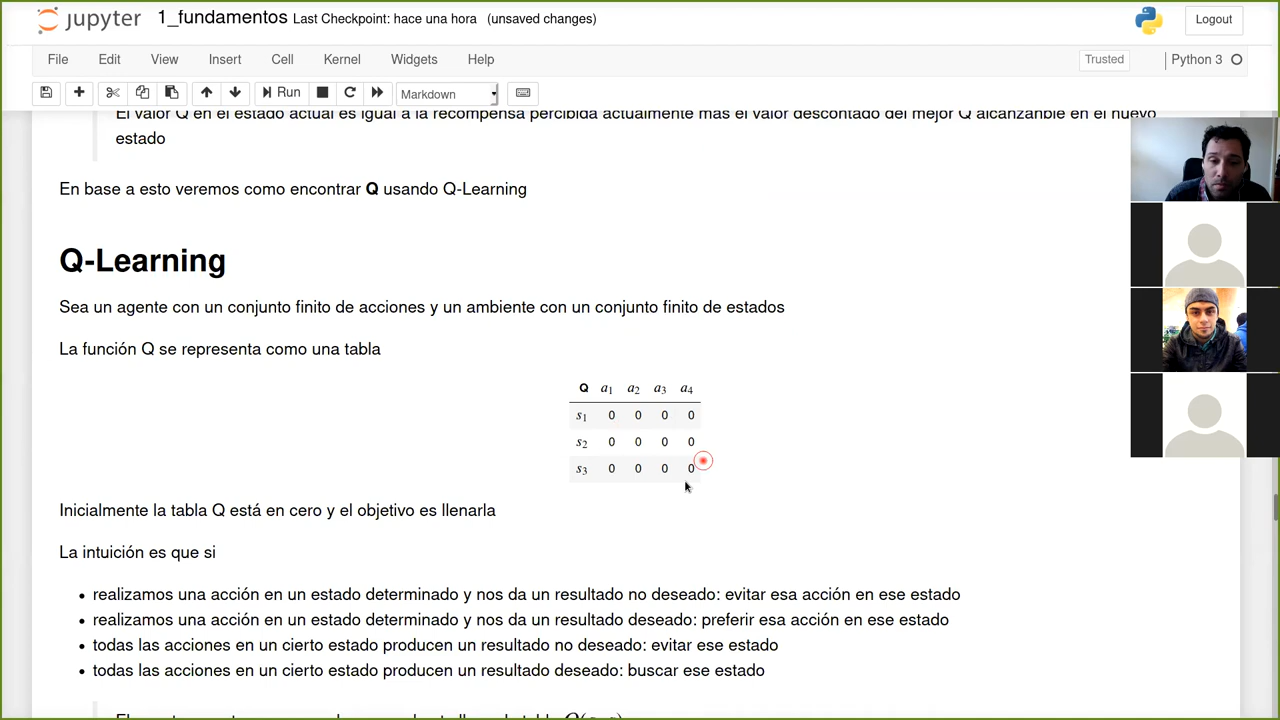 jupyter 1_fundamentos Last Checkpoint: hace una hora (unsaved changes)
Logout
File Edit View Insert Cell Kernel Widgets Help
Trusted | Python 3
Run Markdown
El valor Q en el estado actual es igual a la recompensa percibida actualmente más el valor descontado del mejor Q alcanzanble en el nuevo
estado
En base a esto veremos como encontrar Q usando Q-Learning
Q-Learning
Sea un agente con un conjunto finito de acciones y un ambiente con un conjunto finito de estados
La función Q se representa como una tabla
Q a1 a2 a3 a4
s1 0 0 0 0
s2 0 0 0 0
s3 0 0 0 0
Inicialmente la tabla Q está en cero y el objetivo es llenarla
La intuición es que si
• realizamos una acción en un estado determinado y nos da un resultado no deseado: evitar esa acción en ese estado
• realizamos una acción en un estado determinado y nos da un resultado deseado: preferir esa acción en ese estado
• todas las acciones en un cierto estado producen un resultado no deseado: evitar ese estado
• todas las acciones en un cierto estado producen un resultado deseado: buscar ese estado